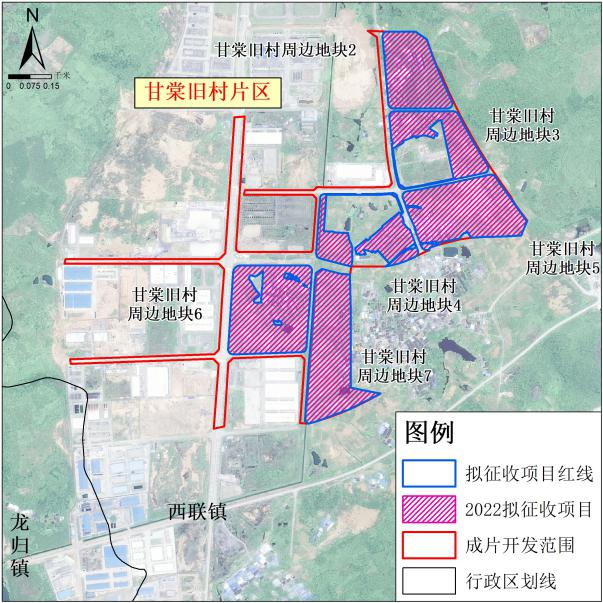 N
千米
0 0.075 0.15
甘棠旧村周边地块2
甘棠旧村片区
甘棠旧村
周边地块3
甘棠旧村
周边地块5
甘棠旧村
周边地块4
甘棠旧村
周边地块6
甘棠旧村
周边地块7
西联镇
龙归镇
图例
拟征收项目红线
2022拟征收项目
成片开发范围
行政区划线